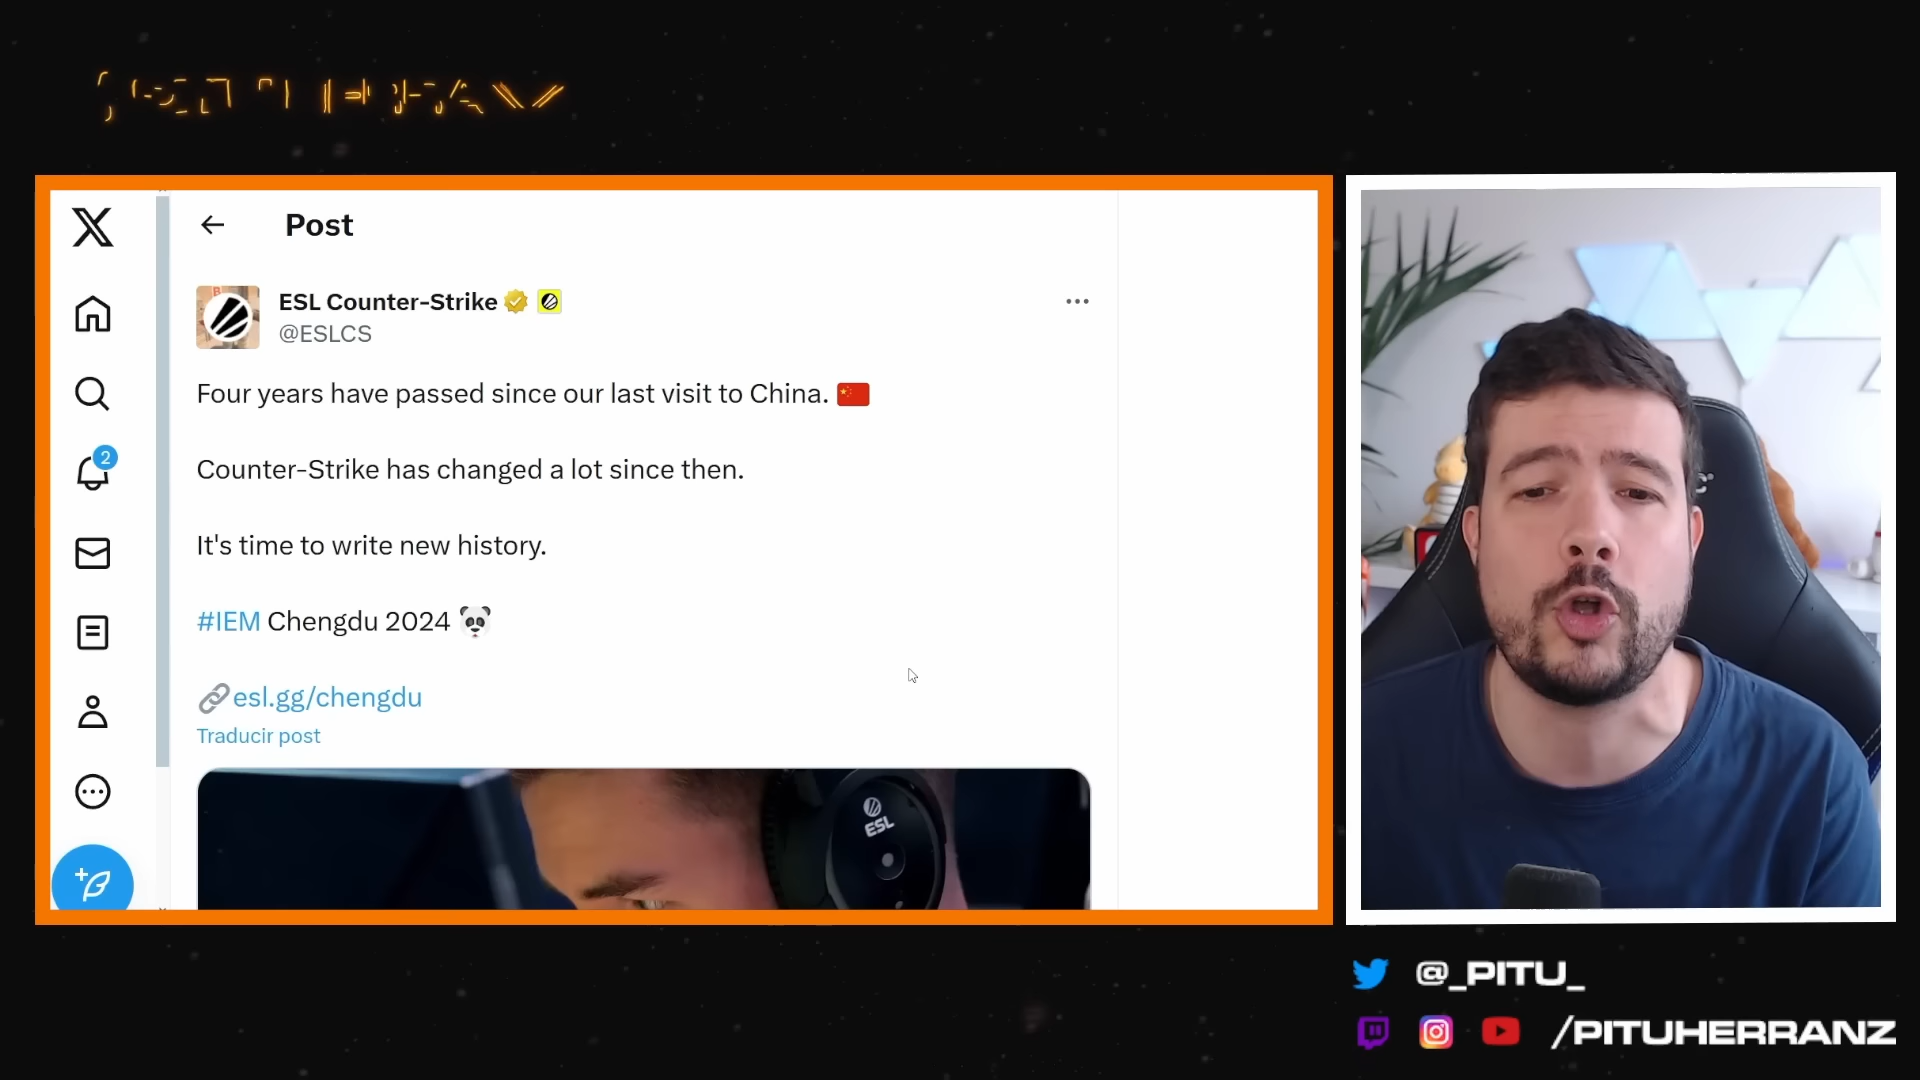 Post
ESL Counter-Strike
@ESLCS
Four years have passed since our last visit to China. 🇨🇳
Counter-Strike has changed a lot since then.
It's time to write new history.
#IEM Chengdu 2024 🐼
🔗esl.gg/chengdu
Traducir post
2
ESL
@_PITU_
/PITUHERRANZ